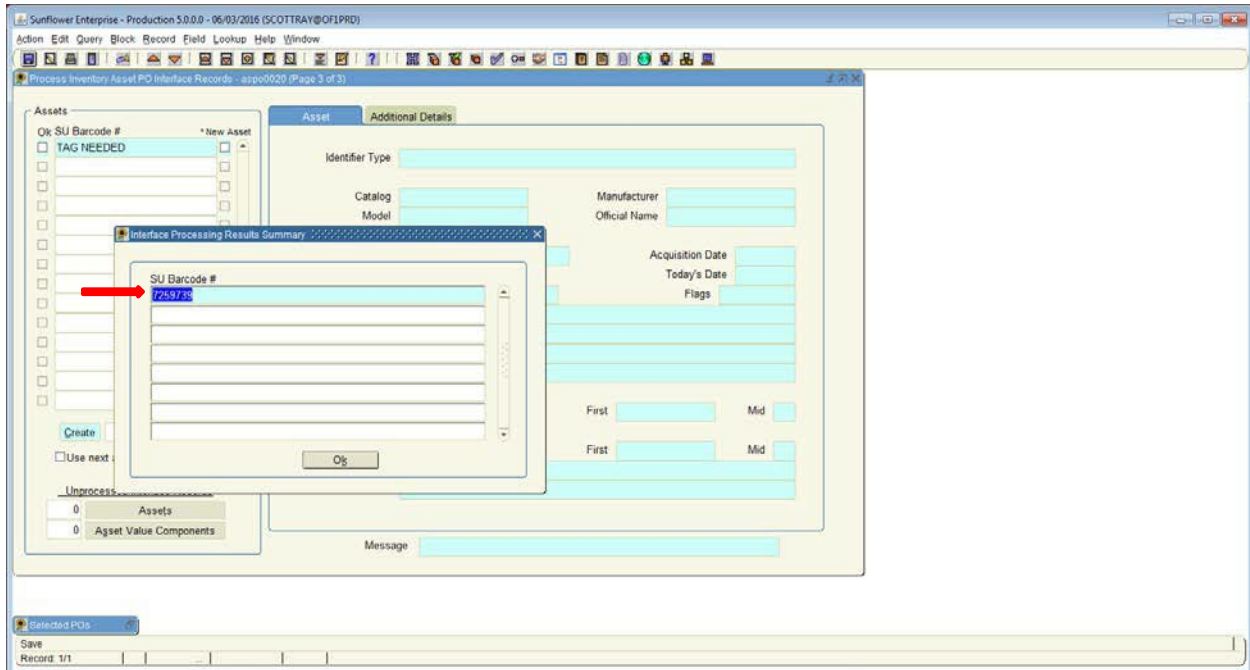 Sunflower Enterprise - Production 5.0.0.0 - 06/03/2016 (SCOTTRAY@OF1PRD)
Action Edit Query Block Record Field Lookup Help Window
Process Inventory Asset PO Interface Records - aspo0020 (Page 3 of 3)
Assets
Ok SU Barcode # * New Asset
TAG NEEDED
Asset Additional Details
Identifier Type
Catalog Manufacturer
Model Official Name
Interface Processing Results Summary
Acquisition Date
Today's Date
SU Barcode #
Flags
7259739
First Mid
Create
First Mid
Use next
Ok
0 Assets
0 Asset Value Components
Message
Selected POs
Save
Record: 1/1